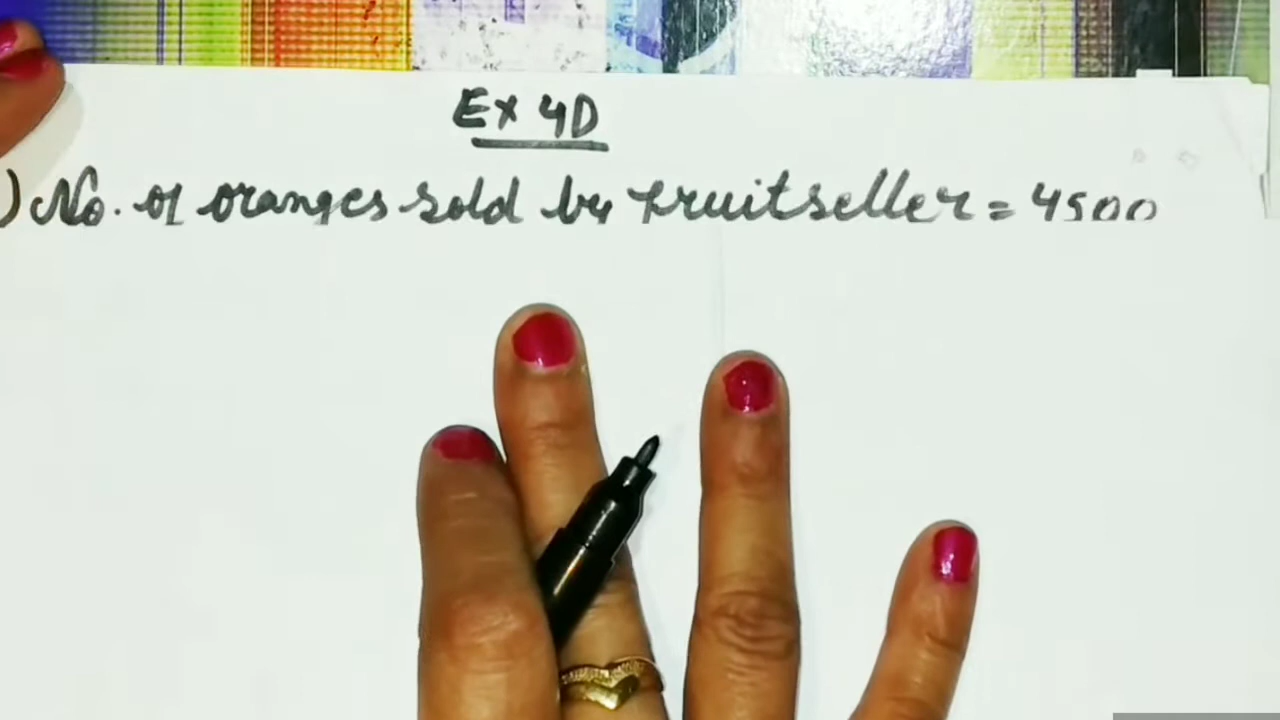 Ex 4D
) No. of oranges sold by fruitseller = 4500